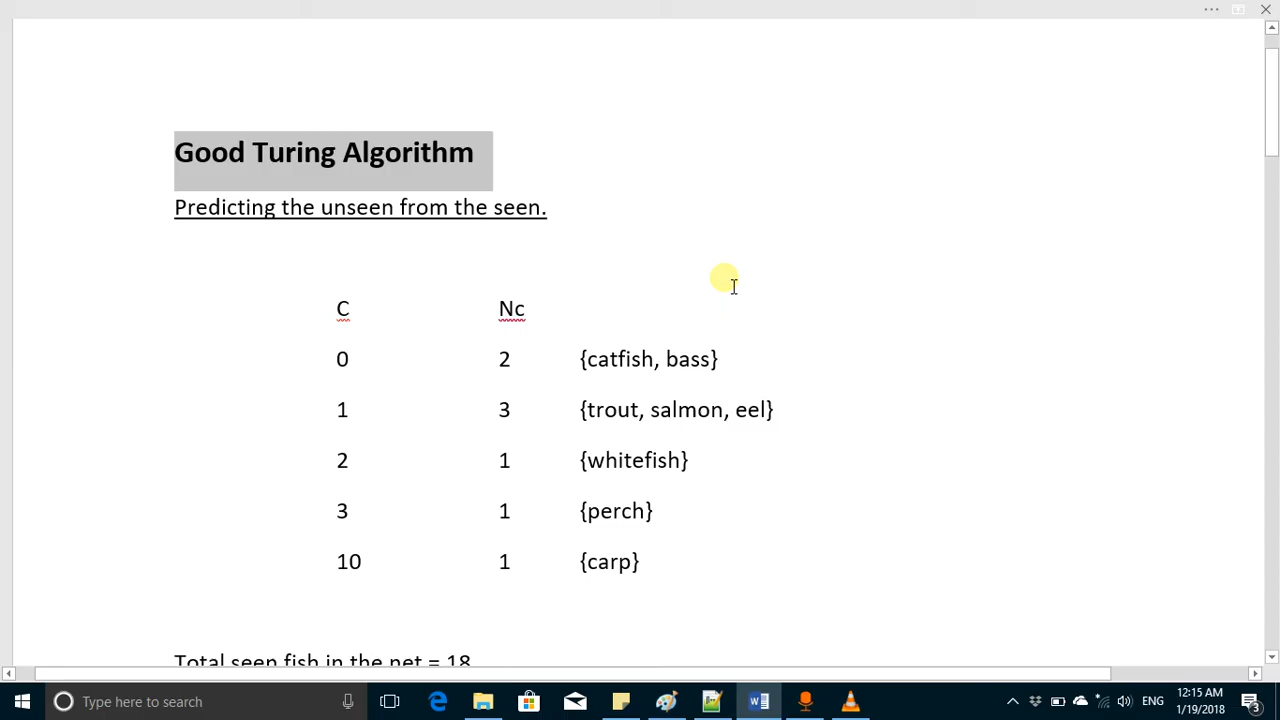 Good Turing Algorithm
Predicting the unseen from the seen.
C Nc
0 2 {catfish, bass}
1 3 {trout, salmon, eel}
2 1 {whitefish}
3 1 {perch}
10 1 {carp}
Total seen fish in the net = 18
Type here to search
ENG
12:15 AM
1/19/2018
3